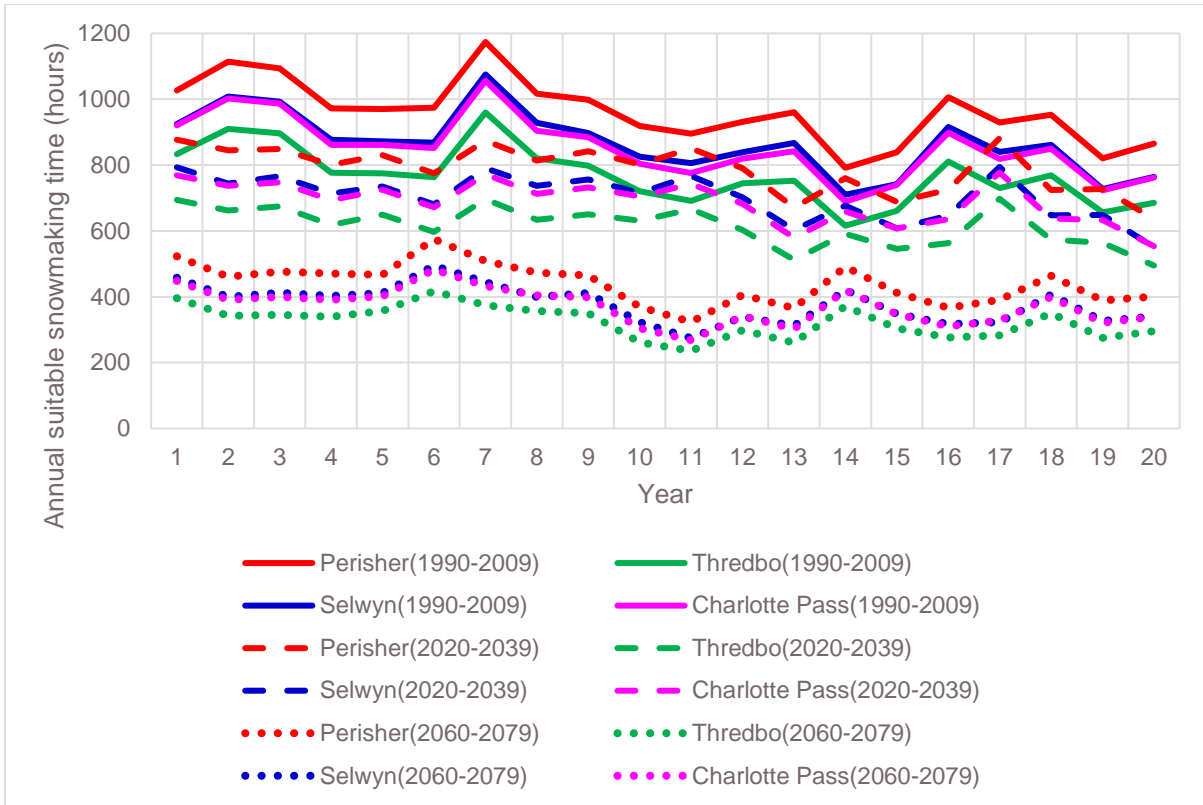 Annual suitable snowmaking time (hours)
1200
1000
800
600
400
200
0
1 2 3 4 5 6 7 8 9 10 11 12 13 14 15 16 17 18 19 20
Year
Perisher(1990-2009) Thredbo(1990-2009)
Selwyn(1990-2009) Charlotte Pass(1990-2009)
Perisher(2020-2039) Thredbo(2020-2039)
Selwyn(2020-2039) Charlotte Pass(2020-2039)
Perisher(2060-2079) Thredbo(2060-2079)
Selwyn(2060-2079) Charlotte Pass(2060-2079)